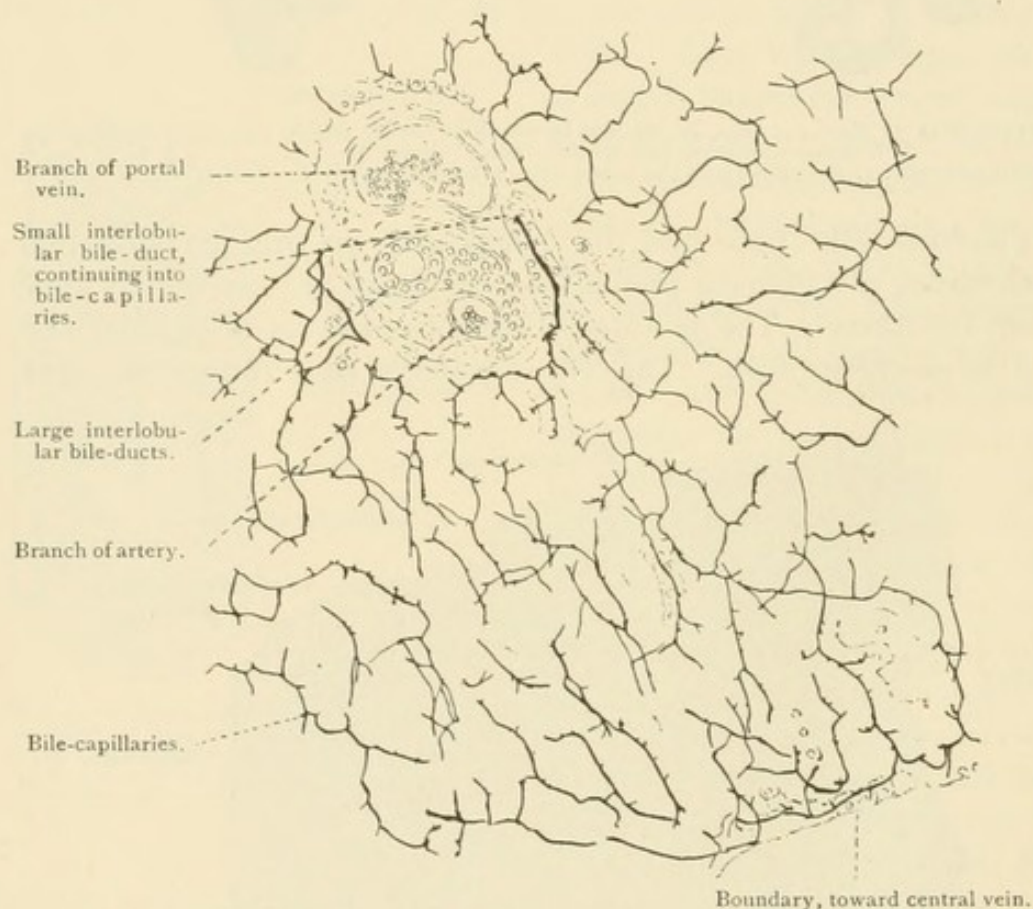 Branch of portal
vein.
Small interlobu-
lar bile-duct,
continuing into
bile-capilla-
ries.
Large interlobu-
lar bile-ducts.
Branch of artery.
Bile-capillaries.
Boundary, toward central vein.